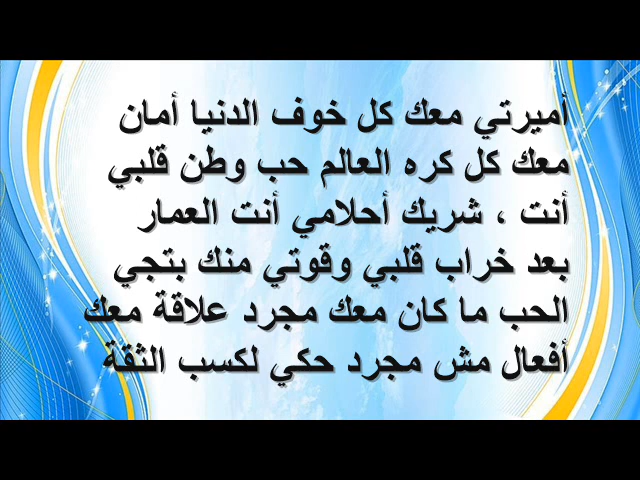 أميرتي معك كل خوف الدنيا أمان
معك كل كره العالم حب وطن قلبي
أنت ، شريك أحلامي أنت العمار
بعد خراب قلبي وقوتي منك بتجي
الحب ما كان معك مجرد علاقة معك
أفعال مش مجرد حكي لكسب الثقة